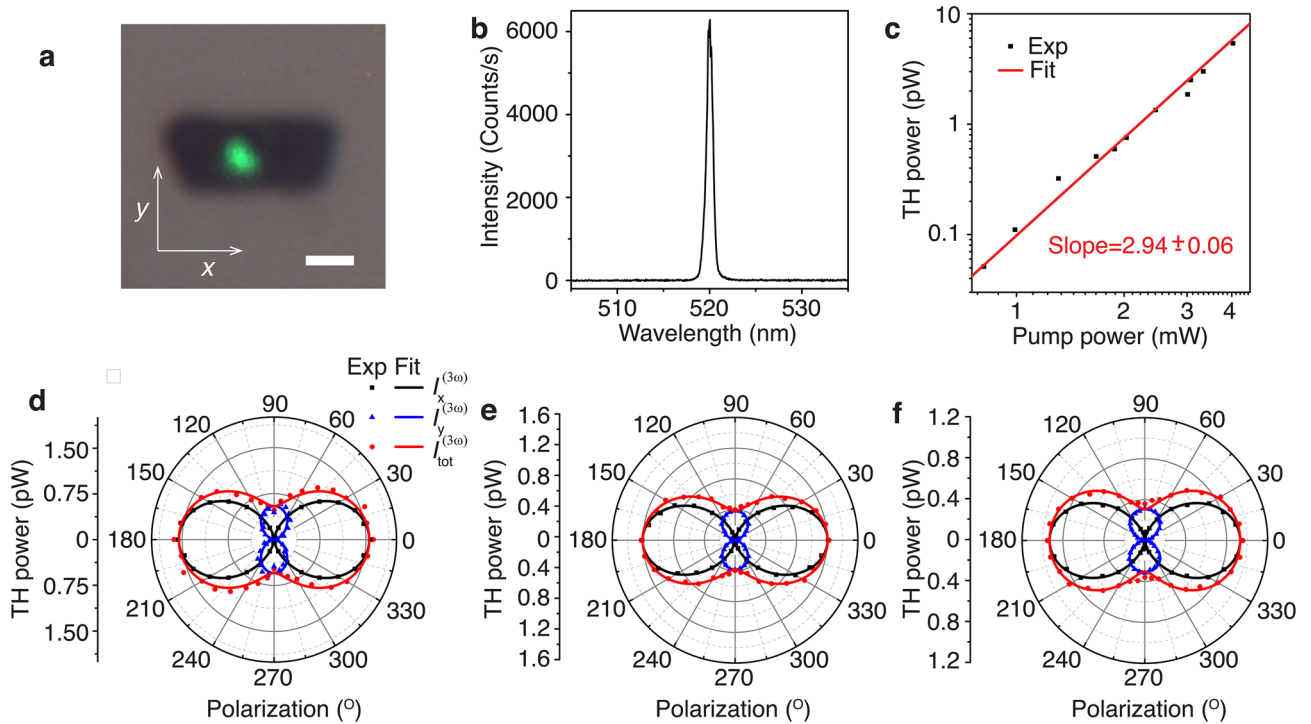 a
y
x
b
6000
4000
2000
0
Intensity (Counts/s)
510 520 530
Wavelength (nm)
c
10
1
0.1
TH power (pW)
Exp
Fit
Slope=2.94±0.06
1 2 3 4
Pump power (mW)
Exp Fit
I_x^(3ω)
I_y^(3ω)
I_tot^(3ω)
d
1.50
0.75
0
0.75
1.50
TH power (pW)
90
120 60
150 30
180 0
210 330
240 300
270
Polarization (°)
e
1.6
1.2
0.8
0.4
0.0
0.4
0.8
1.2
1.6
TH power (pW)
90
120 60
150 30
180 0
210 330
240 300
270
Polarization (°)
f
1.2
0.8
0.4
0
0.4
0.8
1.2
TH power (pW)
90
120 60
150 30
180 0
210 330
240 300
270
Polarization (°)